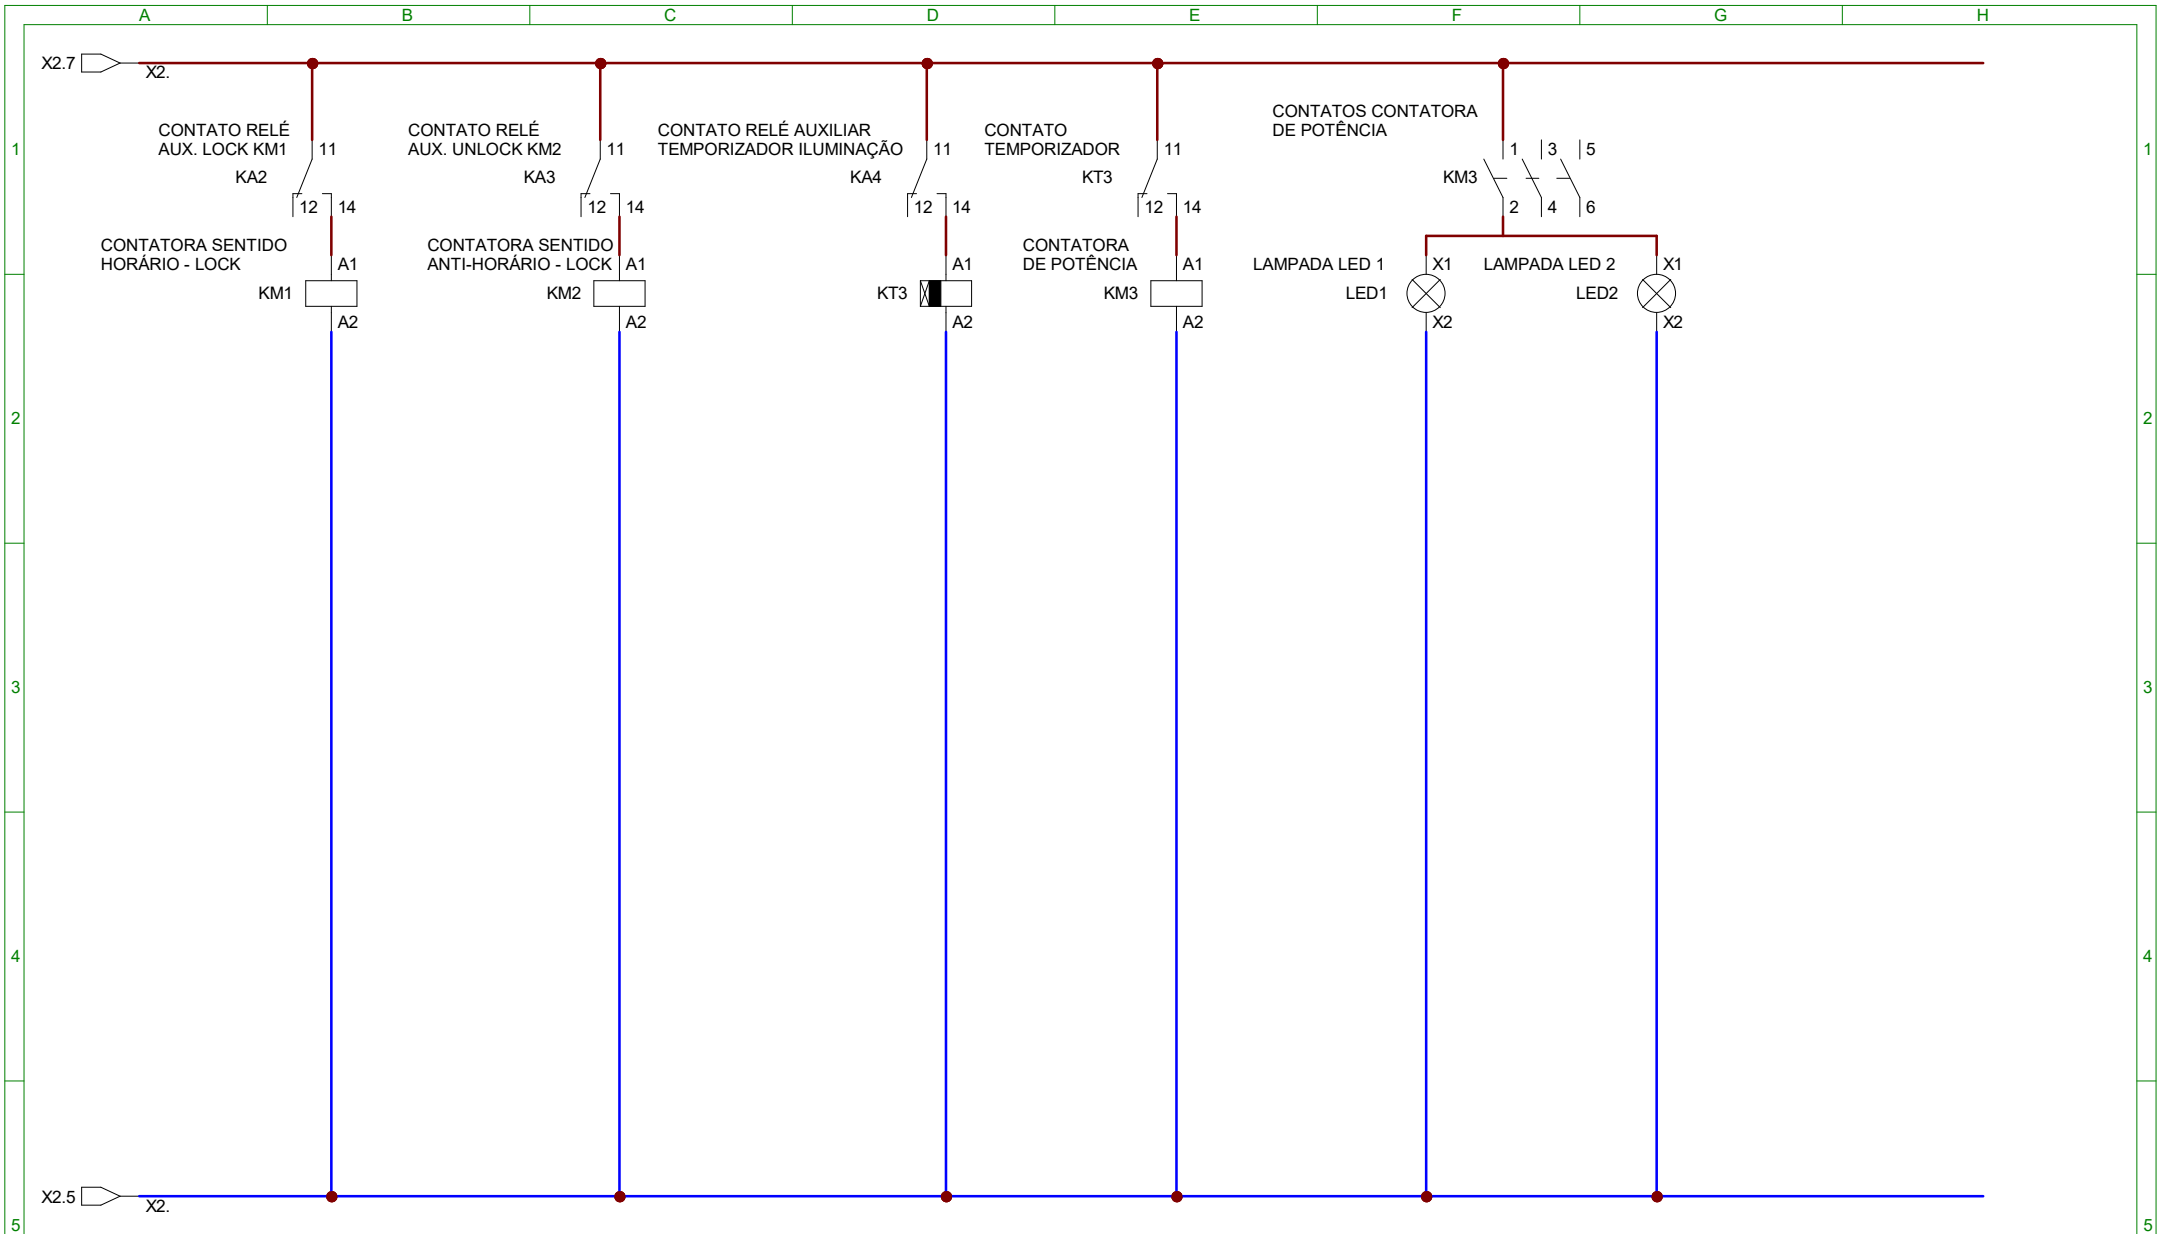 A B C D E F G H
X2.7
X2.
CONTATO RELÉ
AUX. LOCK KM1
11
KA2
12 14
CONTATO RELÉ
AUX. UNLOCK KM2
11
KA3
12 14
CONTATO RELÉ AUXILIAR
TEMPORIZADOR ILUMINAÇÃO
11
KA4
12 14
CONTATO
TEMPORIZADOR
11
KT3
12 14
CONTATOS CONTATORA
DE POTÊNCIA
1 3 5
KM3
2 4 6
1 1
CONTATORA SENTIDO
HORÁRIO - LOCK
A1
KM1
A2
CONTATORA SENTIDO
ANTI-HORÁRIO - LOCK
A1
KM2
A2
A1
KT3
A2
CONTATORA
DE POTÊNCIA
A1
KM3
A2
LAMPADA LED 1
X1
LED1
X2
LAMPADA LED 2
X1
LED2
X2
2 2
3 3
4 4
X2.5
X2.
5 5